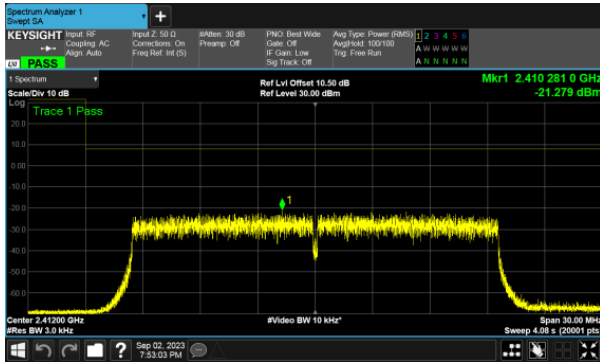 Spectrum Analyzer 1
Swept SA
+
KEYSIGHT Input: RF Input Z: 50 Ω #Atten: 30 dB PNO: Best Wide Avg Type: Power (RMS) 1 2 3 4 5 6
Coupling: AC Corrections: On Preamp: Off Gate: Off Avg|Hold: 100/100 A W W W W W
Align: Auto Freq Ref: Int (S) IF Gain: Low Trig: Free Run
Sig Track: Off A N N N N N
LXI PASS
1 Spectrum Ref Lvl Offset 10.50 dB Mkr1 2.410 281 0 GHz
Scale/Div 10 dB Ref Level 30.00 dBm -21.279 dBm
Log
Trace 1 Pass
20.0
10.0
0.00
-10.0
1
-20.0
-30.0
-40.0
-50.0
-60.0
Center 2.41200 GHz #Video BW 10 kHz* Span 30.00 MHz
#Res BW 3.0 kHz Sweep 4.08 s (20001 pts)
? Sep 02, 2023
7:53:03 PM